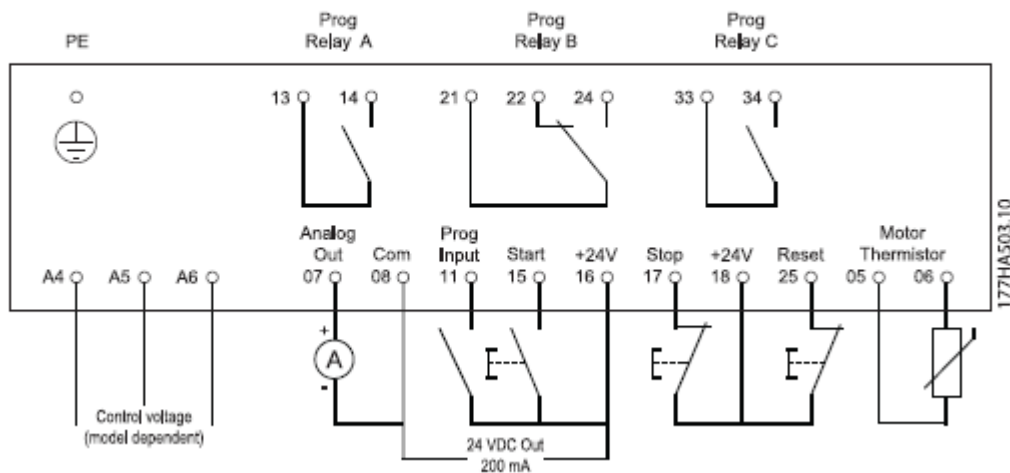 PE
Prog
Relay A
Prog
Relay B
Prog
Relay C
13 14 21 22 24 33 34
Analog
Out
Com
Prog
Input
Start
+24V
Stop
+24V
Reset
Motor
Thermistor
A4 A5 A6 07 08 11 15 16 17 18 25 05 06
+
A
-
Control voltage
(model dependent)
24 VDC Out
200 mA
177HA503.10